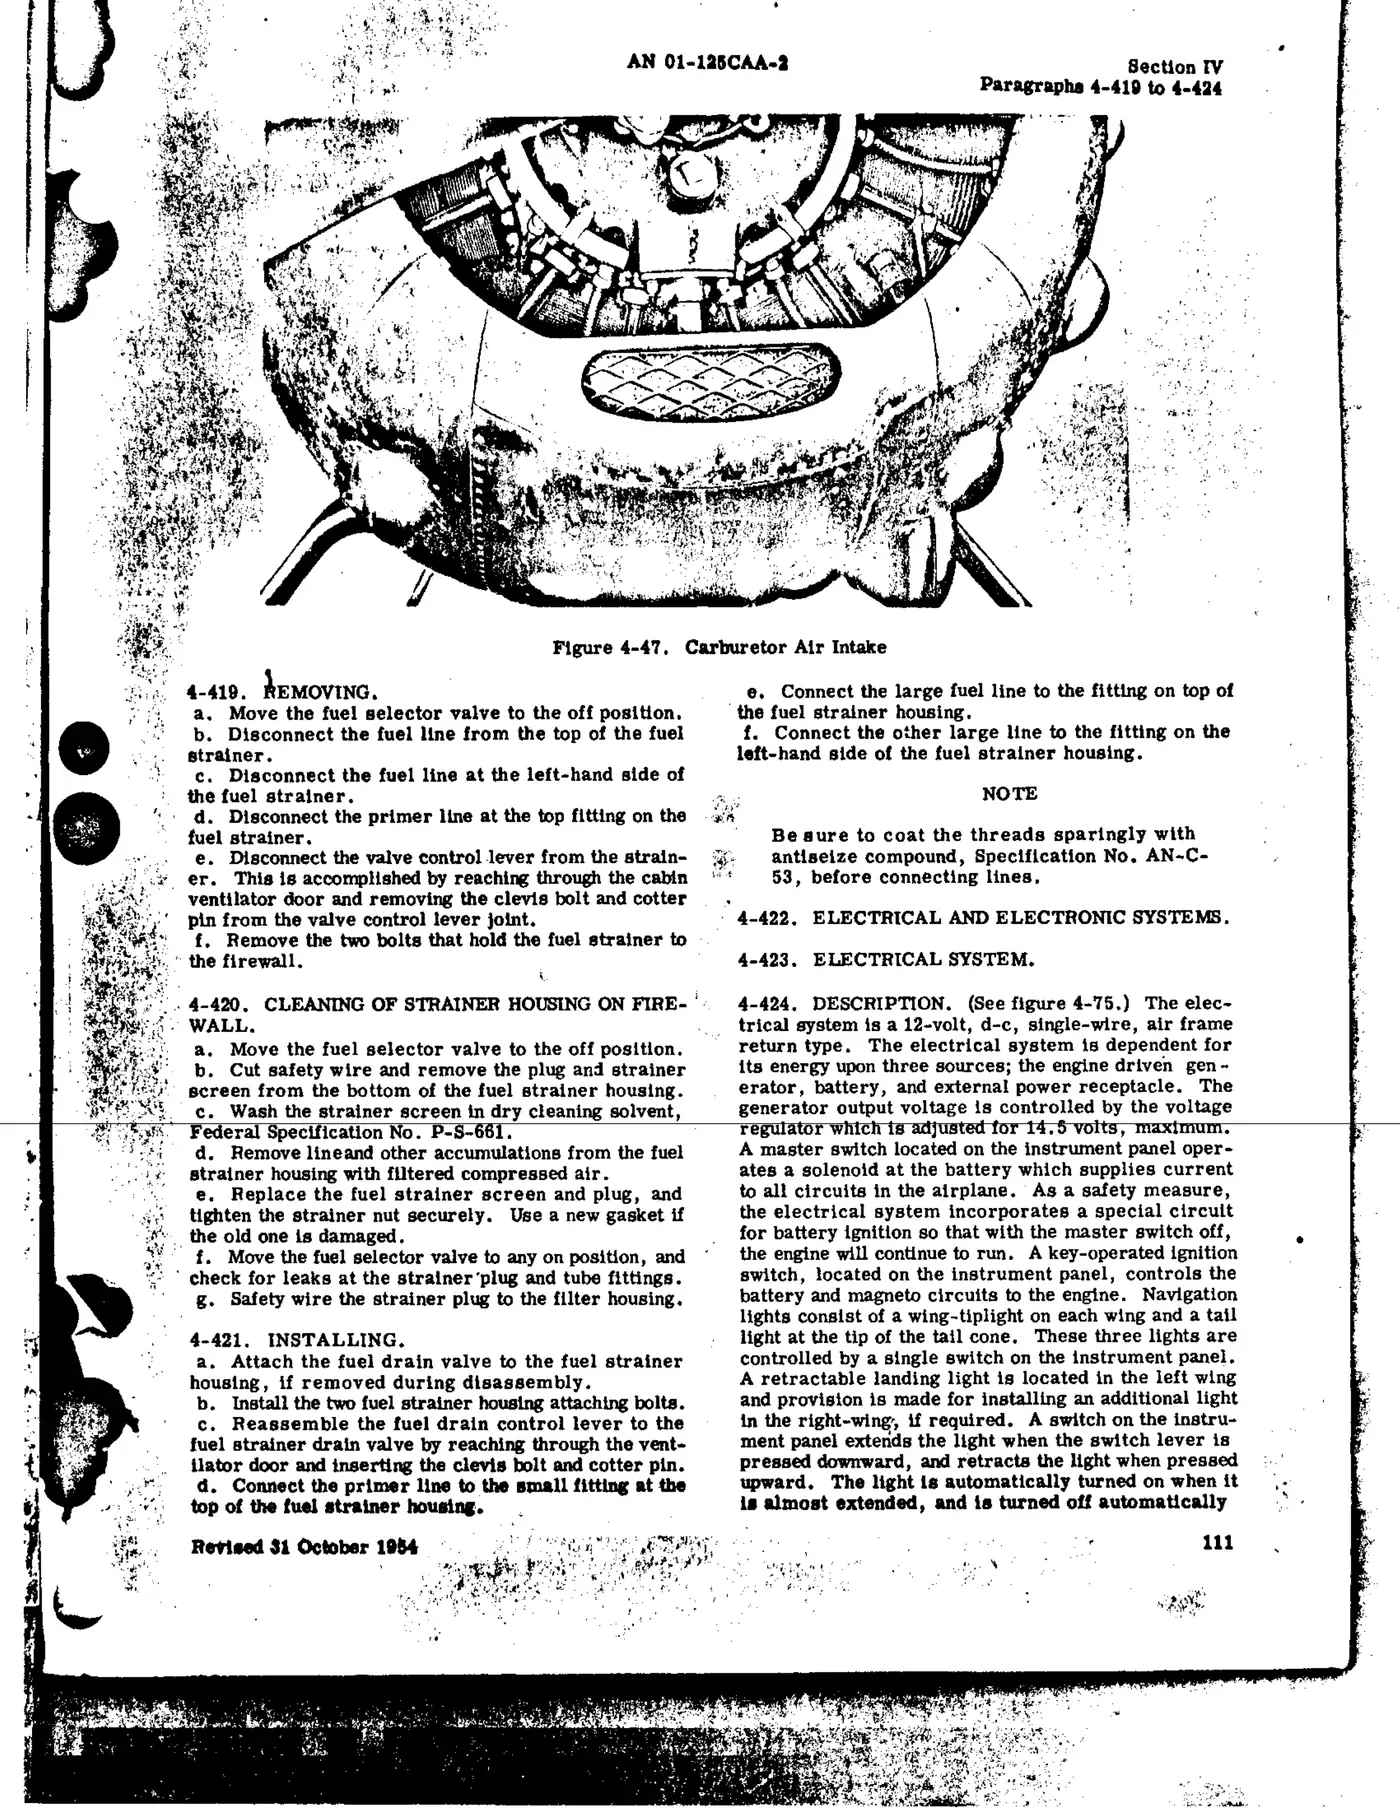 AN 01-125CAA-2
Section IV
Paragraphs 4-419 to 4-424
Figure 4-47. Carburetor Air Intake
4-419. REMOVING.
a. Move the fuel selector valve to the off position.
b. Disconnect the fuel line from the top of the fuel
strainer.
c. Disconnect the fuel line at the left-hand side of
the fuel strainer.
d. Disconnect the primer line at the top fitting on the
fuel strainer.
e. Disconnect the valve control lever from the strain-
er. This is accomplished by reaching through the cabin
ventilator door and removing the clevis bolt and cotter
pin from the valve control lever joint.
f. Remove the two bolts that hold the fuel strainer to
the firewall.
4-420. CLEANING OF STRAINER HOUSING ON FIRE-
WALL.
a. Move the fuel selector valve to the off position.
b. Cut safety wire and remove the plug and strainer
screen from the bottom of the fuel strainer housing.
c. Wash the strainer screen in dry cleaning solvent,
Federal Specification No. P-S-661.
d. Remove lineand other accumulations from the fuel
strainer housing with filtered compressed air.
e. Replace the fuel strainer screen and plug, and
tighten the strainer nut securely. Use a new gasket if
the old one is damaged.
f. Move the fuel selector valve to any on position, and
check for leaks at the strainer plug and tube fittings.
g. Safety wire the strainer plug to the filter housing.
4-421. INSTALLING.
a. Attach the fuel drain valve to the fuel strainer
housing, if removed during disassembly.
b. Install the two fuel strainer housing attaching bolts.
c. Reassemble the fuel drain control lever to the
fuel strainer drain valve by reaching through the vent-
ilator door and inserting the clevis bolt and cotter pin.
d. Connect the primer line to the small fitting at the
top of the fuel strainer housing.
e. Connect the large fuel line to the fitting on top of
the fuel strainer housing.
f. Connect the other large line to the fitting on the
left-hand side of the fuel strainer housing.
NOTE
Be sure to coat the threads sparingly with
antiseize compound, Specification No. AN-C-
53, before connecting lines.
4-422. ELECTRICAL AND ELECTRONIC SYSTEMS.
4-423. ELECTRICAL SYSTEM.
4-424. DESCRIPTION. (See figure 4-75.) The elec-
trical system is a 12-volt, d-c, single-wire, air frame
return type. The electrical system is dependent for
its energy upon three sources; the engine driven gen-
erator, battery, and external power receptacle. The
generator output voltage is controlled by the voltage
regulator which is adjusted for 14.5 volts, maximum.
A master switch located on the instrument panel oper-
ates a solenoid at the battery which supplies current
to all circuits in the airplane. As a safety measure,
the electrical system incorporates a special circuit
for battery ignition so that with the master switch off,
the engine will continue to run. A key-operated ignition
switch, located on the instrument panel, controls the
battery and magneto circuits to the engine. Navigation
lights consist of a wing-tiplight on each wing and a tail
light at the tip of the tail cone. These three lights are
controlled by a single switch on the instrument panel.
A retractable landing light is located in the left wing
and provision is made for installing an additional light
in the right-wing, if required. A switch on the instru-
ment panel extends the light when the switch lever is
pressed downward, and retracts the light when pressed
upward. The light is automatically turned on when it
is almost extended, and is turned off automatically
Revised 31 October 1954
111